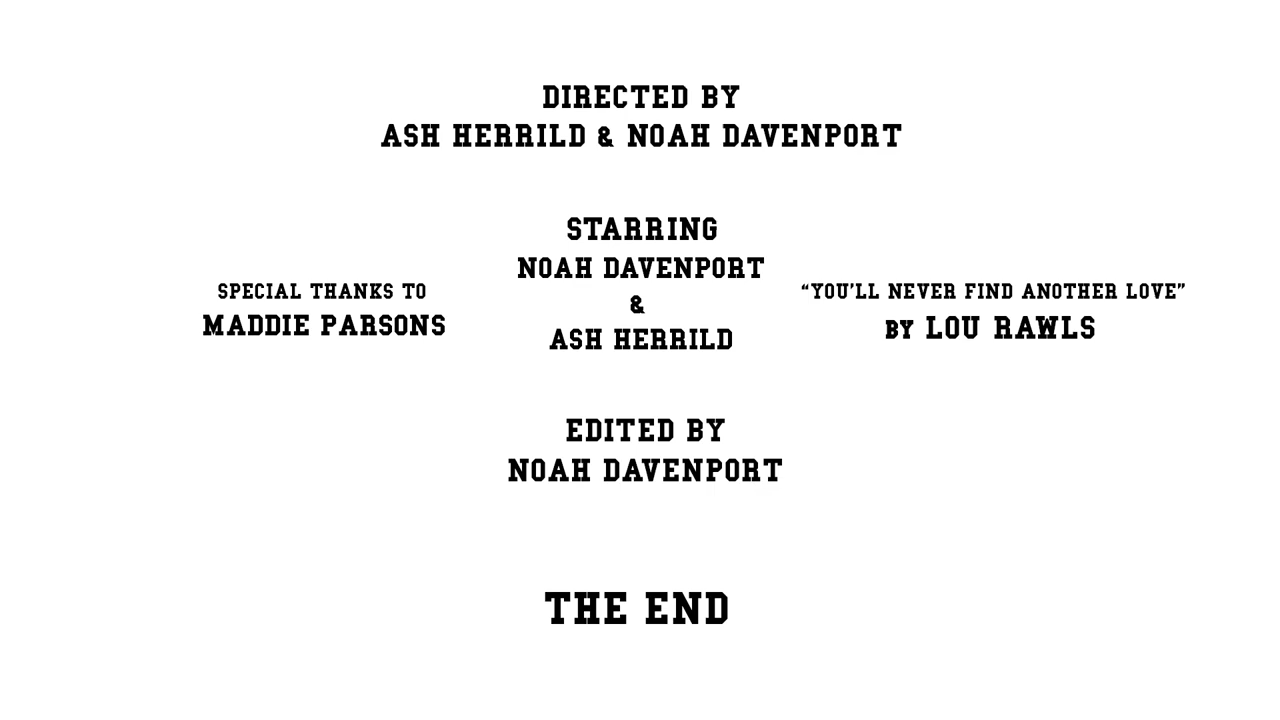 DIRECTED BY
ASH HERRILD & NOAH DAVENPORT
STARRING
NOAH DAVENPORT
&
ASH HERRILD
SPECIAL THANKS TO
MADDIE PARSONS
“YOU’LL NEVER FIND ANOTHER LOVE”
BY LOU RAWLS
EDITED BY
NOAH DAVENPORT
THE END